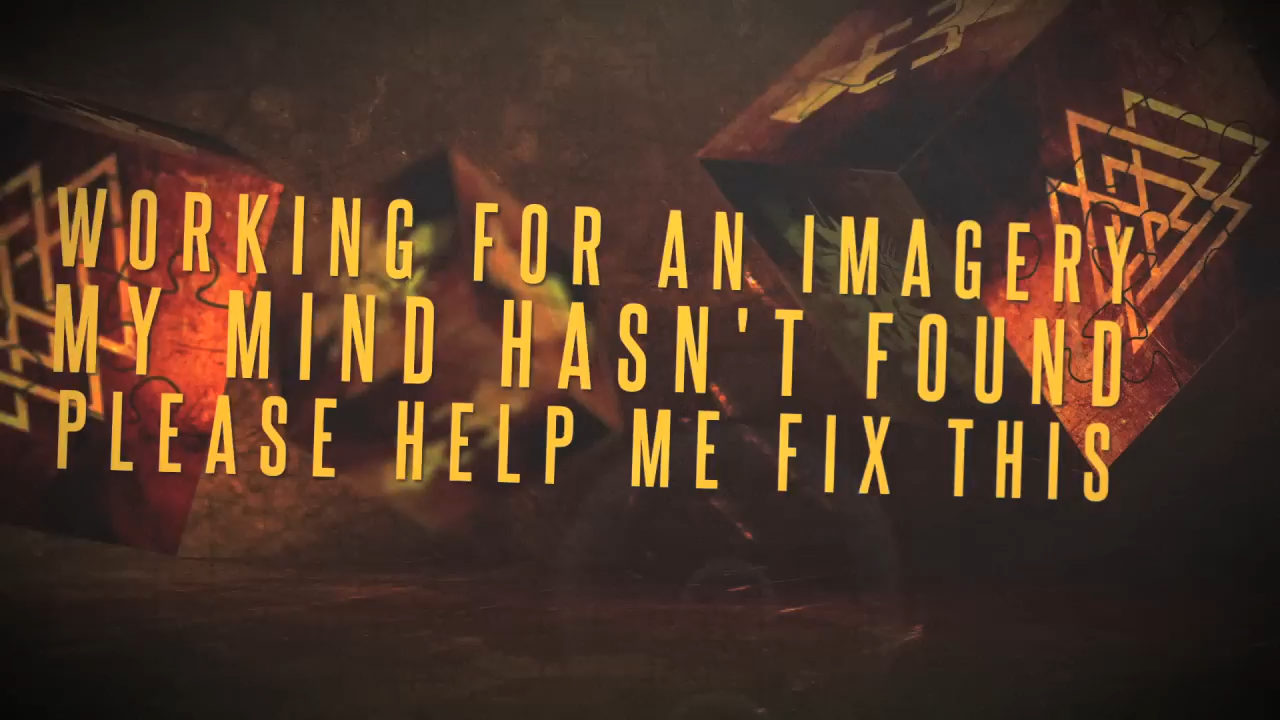 WORKING FOR AN IMAGERY
MY MIND HASN'T FOUND
PLEASE HELP ME FIX THIS